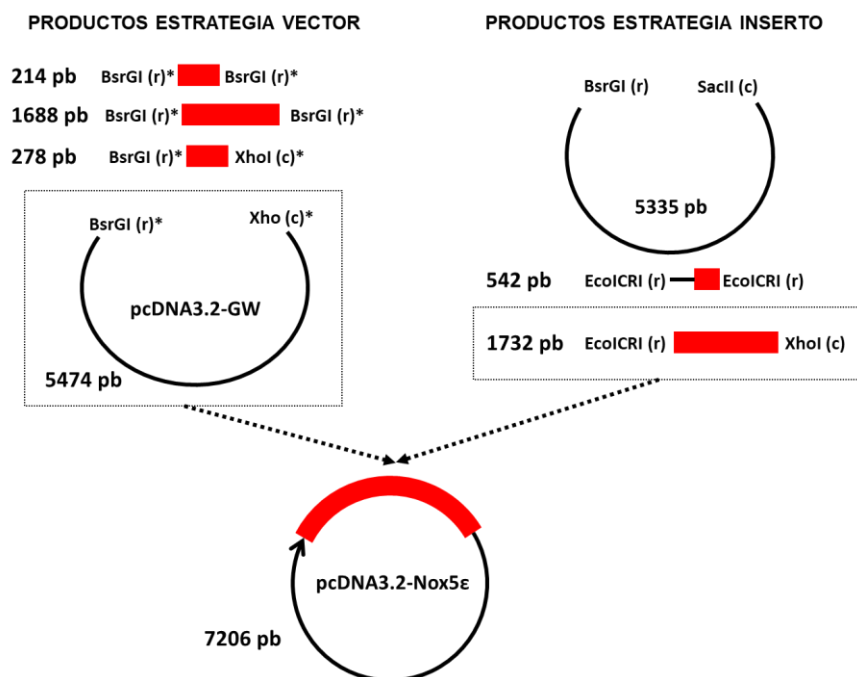 PRODUCTOS ESTRATEGIA VECTOR
214 pb BsrGI (r)* BsrGI (r)*
1688 pb BsrGI (r)* BsrGI (r)*
278 pb BsrGI (r)* XhoI (c)*
BsrGI (r)* Xho (c)*
pcDNA3.2-GW
5474 pb
PRODUCTOS ESTRATEGIA INSERTO
BsrGI (r) SacII (c)
5335 pb
542 pb EcoICRI (r) EcoICRI (r)
1732 pb EcoICRI (r) XhoI (c)
pcDNA3.2-Nox5ε
7206 pb